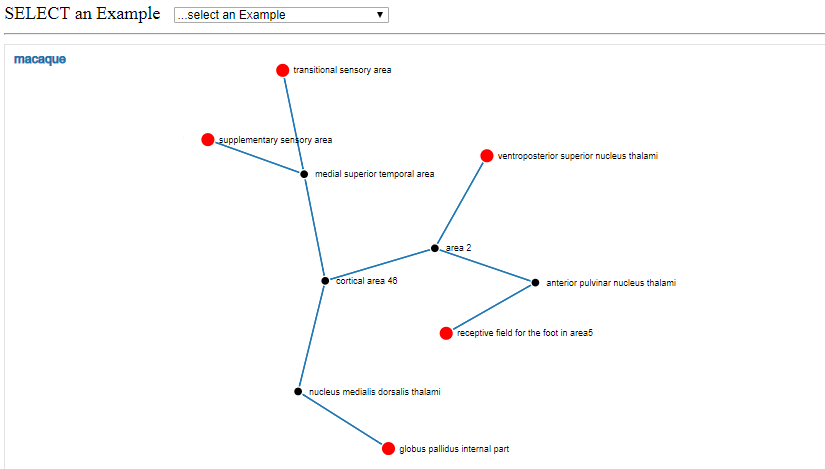 SELECT an Example ...select an Example
macaque
transitional sensory area
supplementary sensory area
ventroposterior superior nucleus thalami
medial superior temporal area
area 2
cortical area 46
anterior pulvinar nucleus thalami
receptive field for the foot in area5
nucleus medialis dorsalis thalami
globus pallidus internal part